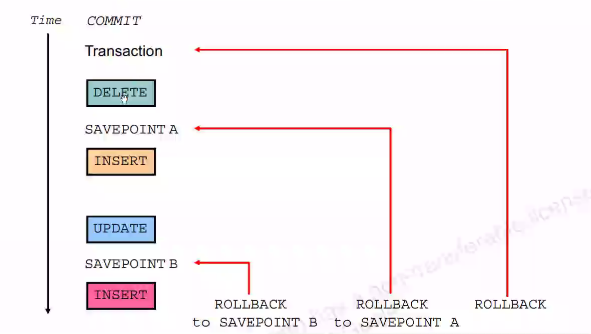 Time COMMIT
Transaction
DELETE
SAVEPOINT A
INSERT
UPDATE
SAVEPOINT B
INSERT
ROLLBACK
to SAVEPOINT B
ROLLBACK
to SAVEPOINT A
ROLLBACK